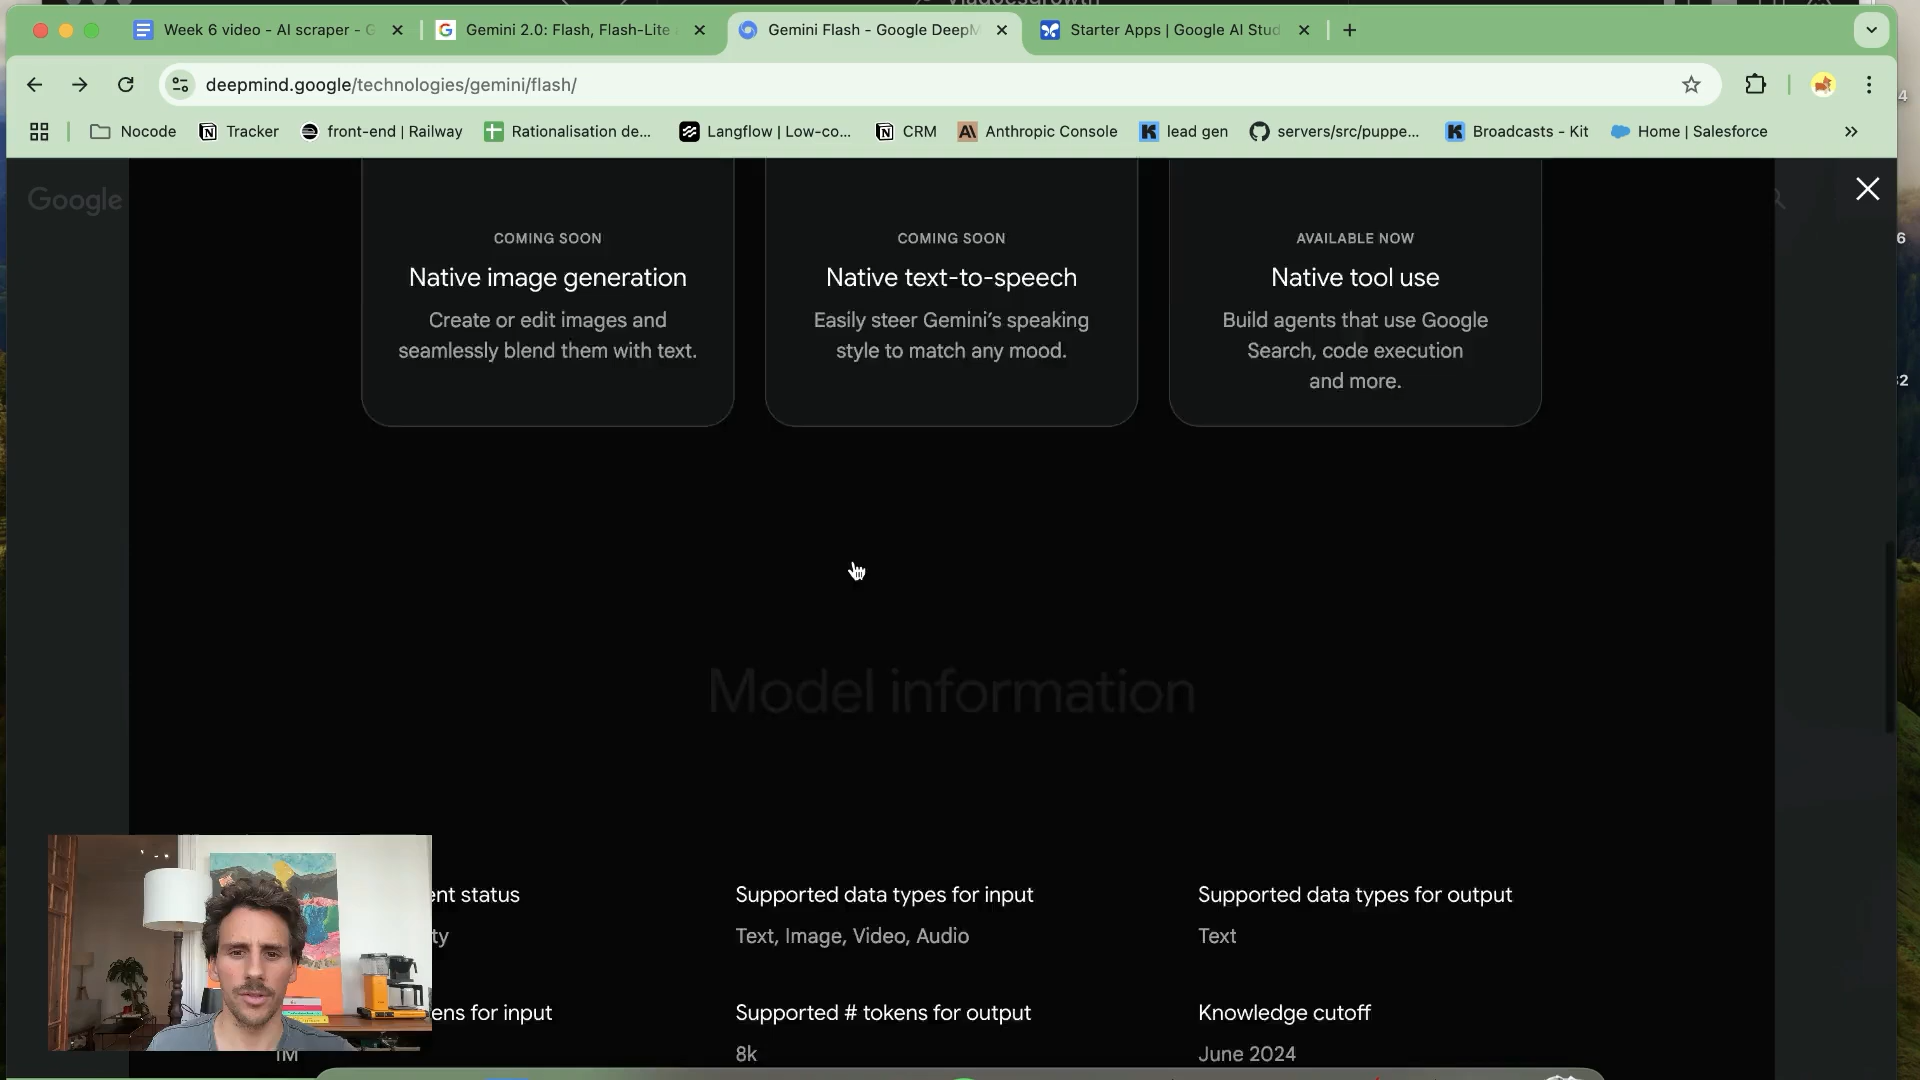 Week 6 video - AI scraper - G
Gemini 2.0: Flash, Flash-Lite
Gemini Flash - Google DeepM
Starter Apps | Google AI Stud
deepmind.google/technologies/gemini/flash/
Nocode
Tracker
front-end | Railway
Rationalisation de...
Langflow | Low-co...
CRM
Anthropic Console
lead gen
servers/src/puppe...
Broadcasts - Kit
Home | Salesforce
Google
COMING SOON
Native image generation
Create or edit images and
seamlessly blend them with text.
COMING SOON
Native text-to-speech
Easily steer Gemini's speaking
style to match any mood.
AVAILABLE NOW
Native tool use
Build agents that use Google
Search, code execution
and more.
Model information
ent status
ty
Supported data types for input
Text, Image, Video, Audio
Supported data types for output
Text
ens for input
1M
Supported # tokens for output
8k
Knowledge cutoff
June 2024